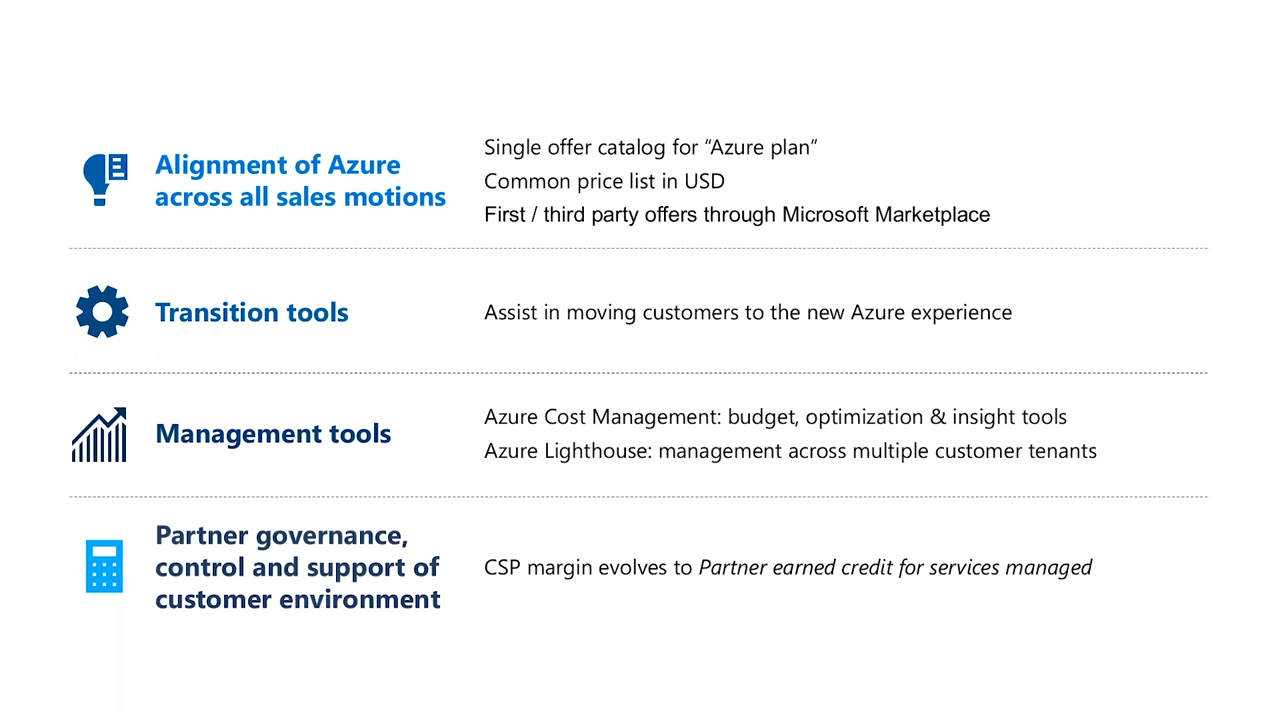 Alignment of Azure
across all sales motions
Single offer catalog for “Azure plan”
Common price list in USD
First / third party offers through Microsoft Marketplace
Transition tools
Assist in moving customers to the new Azure experience
Management tools
Azure Cost Management: budget, optimization & insight tools
Azure Lighthouse: management across multiple customer tenants
Partner governance,
control and support of
customer environment
CSP margin evolves to Partner earned credit for services managed